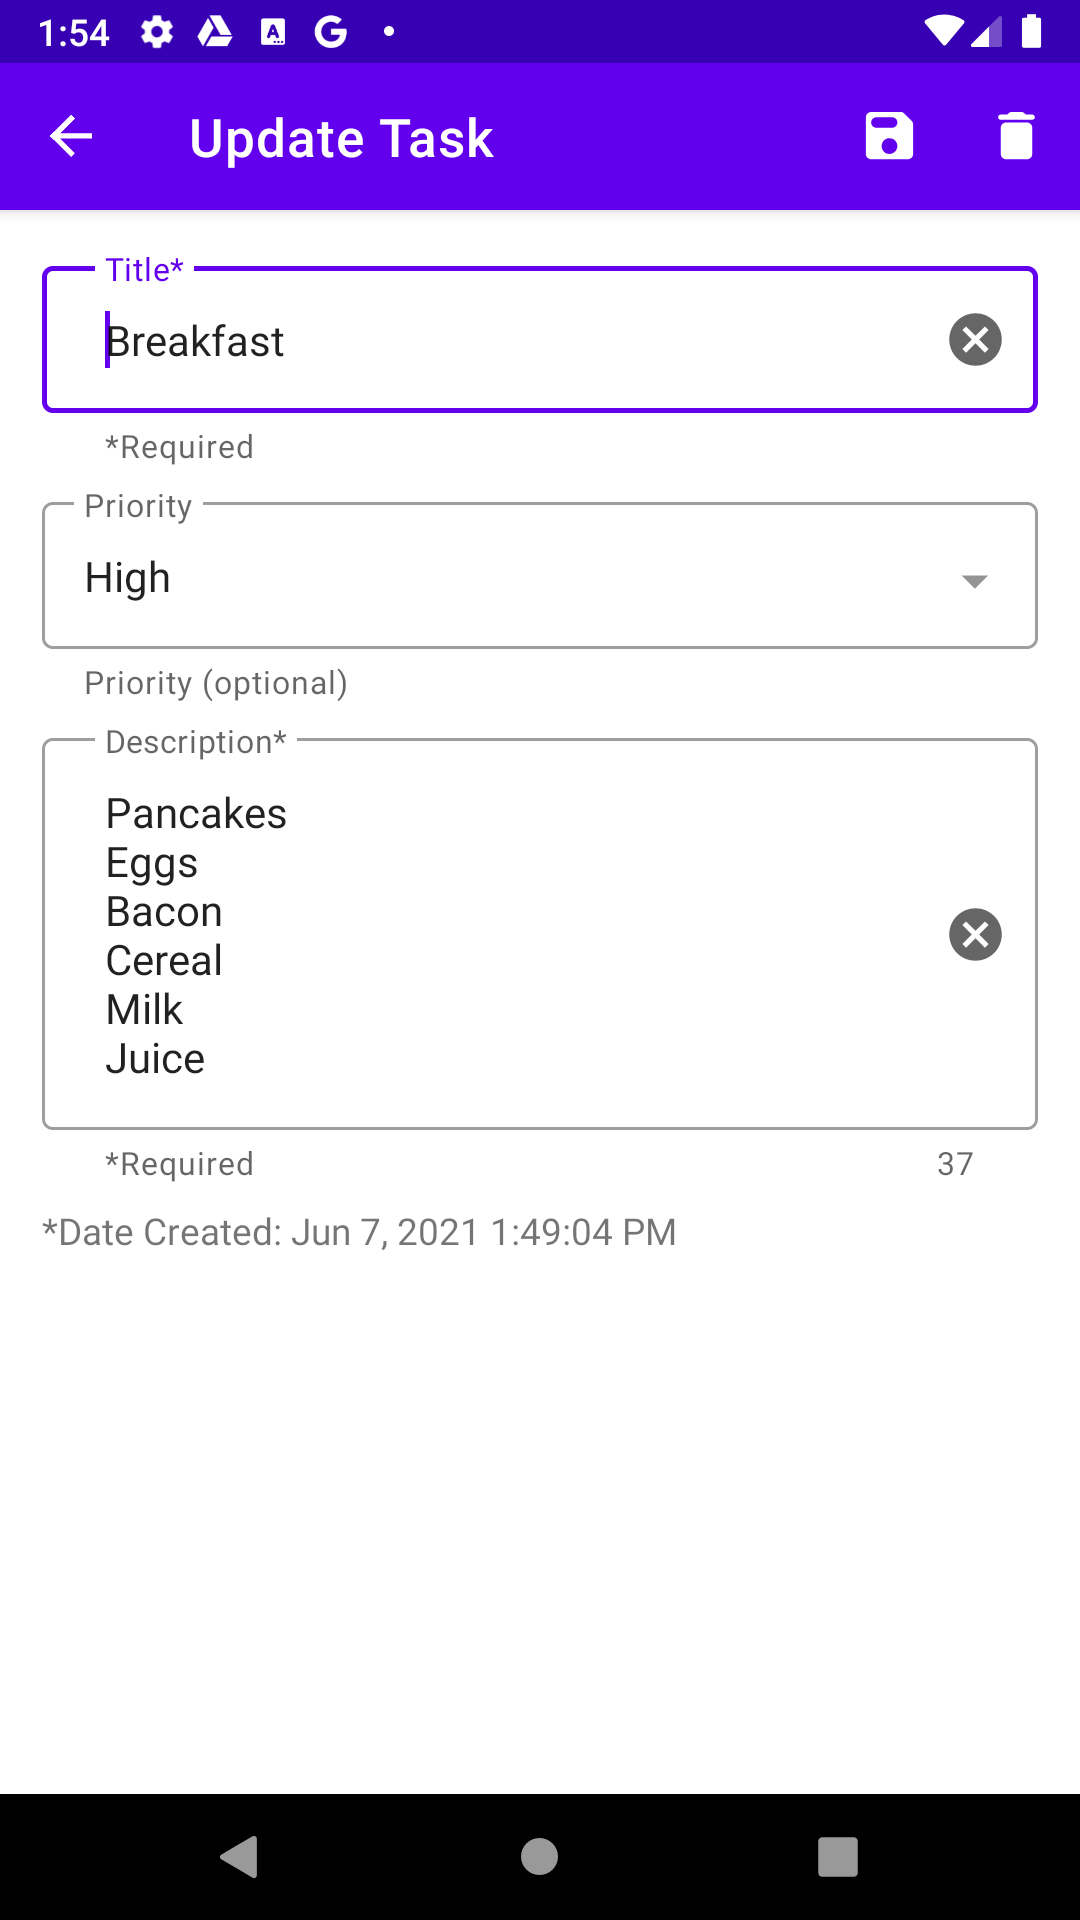 1:54
Update Task
Title*
Breakfast
*Required
Priority
High
Priority (optional)
Description*
Pancakes
Eggs
Bacon
Cereal
Milk
Juice
*Required 37
*Date Created: Jun 7, 2021 1:49:04 PM